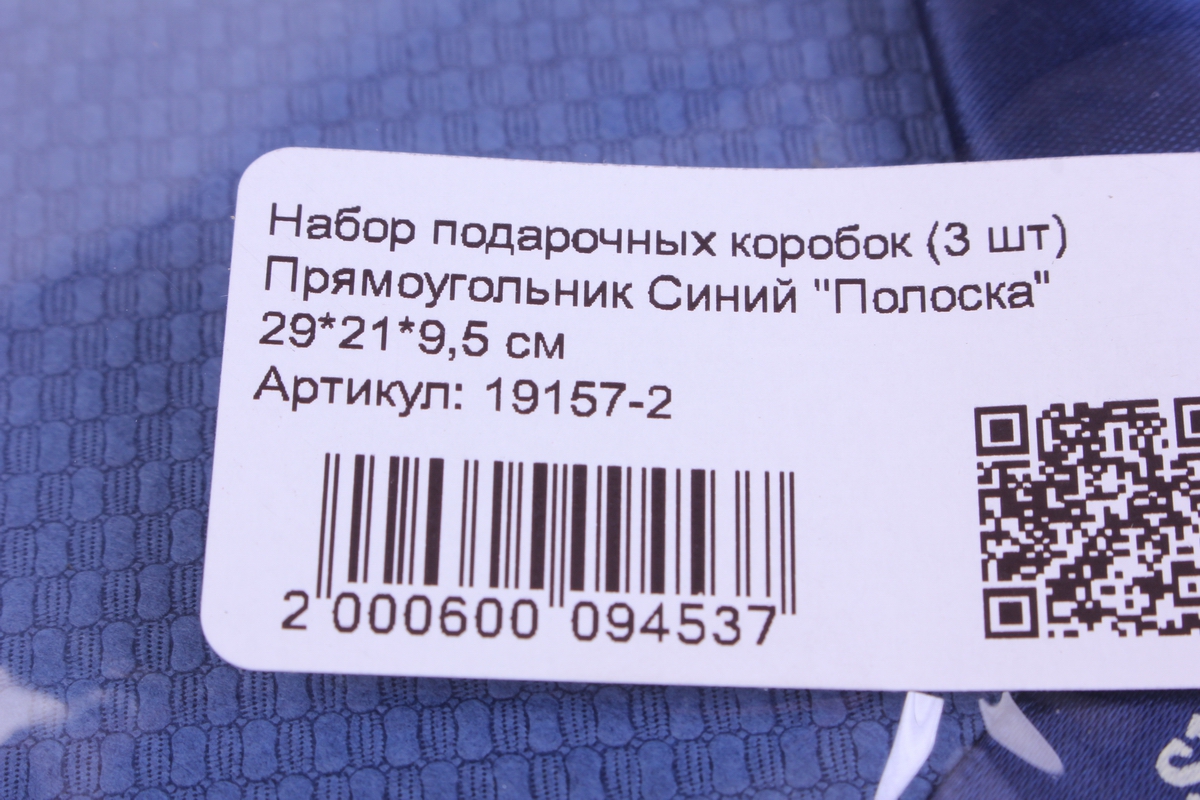 Набор подарочных коробок (3 шт)
Прямоугольник Синий "Полоска"
29*21*9,5 см
Артикул: 19157-2
2 000600 094537